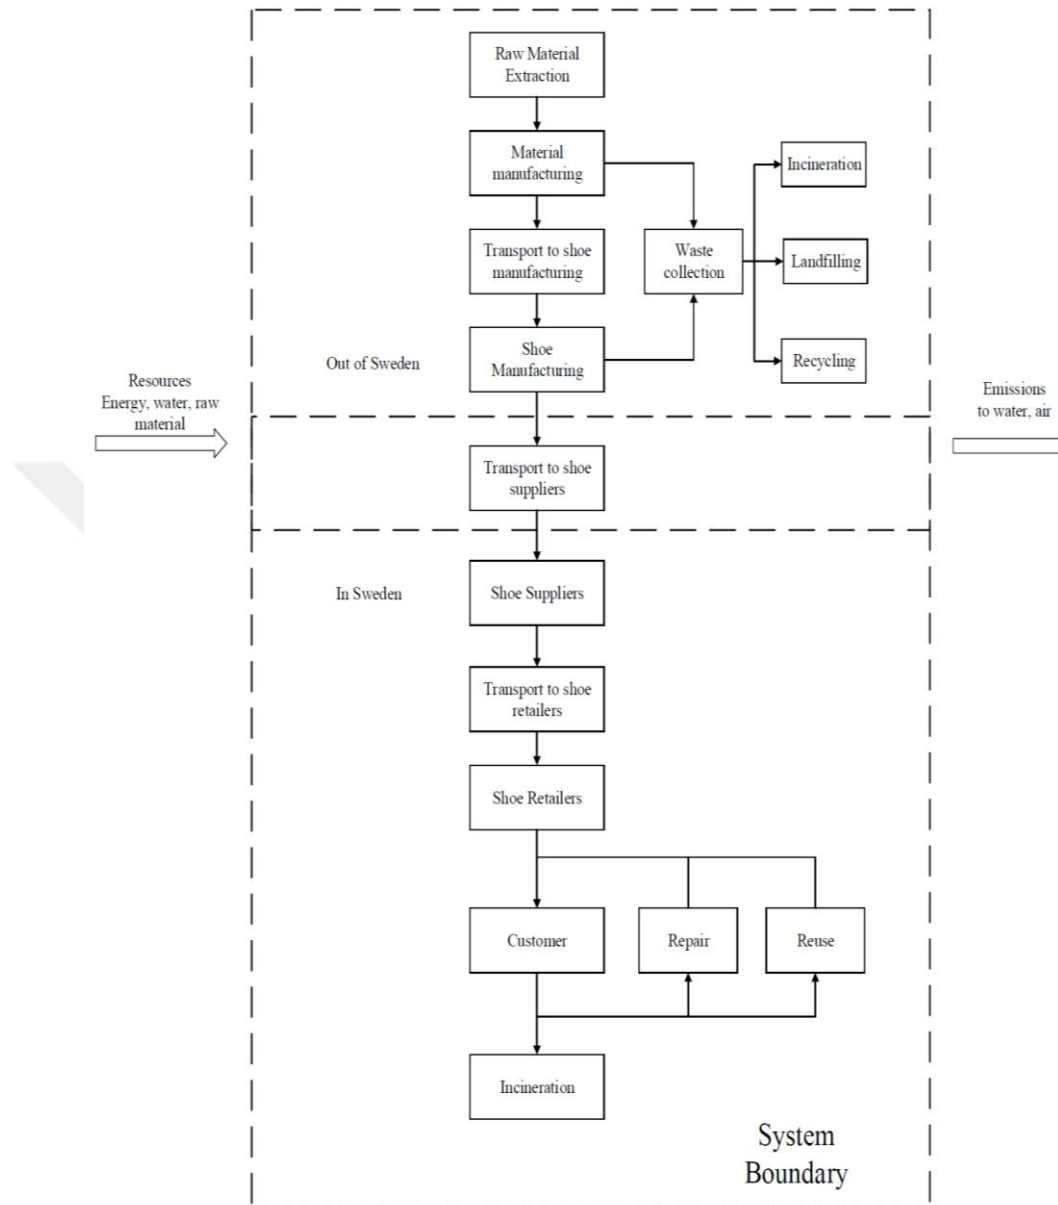 Raw Material
Extraction
Material
manufacturing
Incineration
Transport to shoe
manufacturing
Waste
collection
Landfilling
Out of Sweden
Shoe
Manufacturing
Recycling
Resources
Energy, water, raw
material
Emissions
to water, air
Transport to shoe
suppliers
In Sweden
Shoe Suppliers
Transport to shoe
retailers
Shoe Retailers
Customer
Repair
Reuse
Incineration
System
Boundary